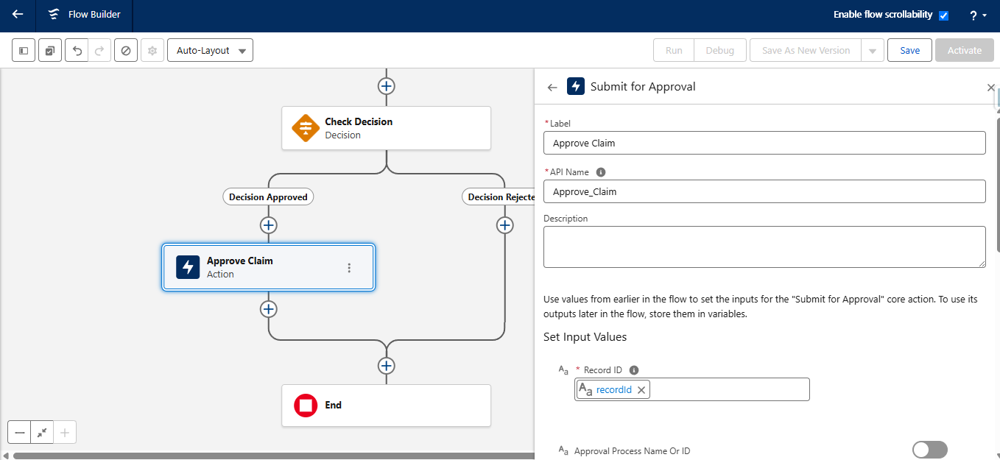 Flow Builder
Enable flow scrollability
?
Auto-Layout
Run
Debug
Save As New Version
Save
Activate
Check Decision
Decision
Decision Approved
Decision Rejecte
Approve Claim
Action
End
Submit for Approval
* Label
Approve Claim
* API Name
Approve_Claim
Description
Use values from earlier in the flow to set the inputs for the "Submit for Approval" core action. To use its
outputs later in the flow, store them in variables.
Set Input Values
Aa * Record ID
Aa recordId
Aa Approval Process Name Or ID